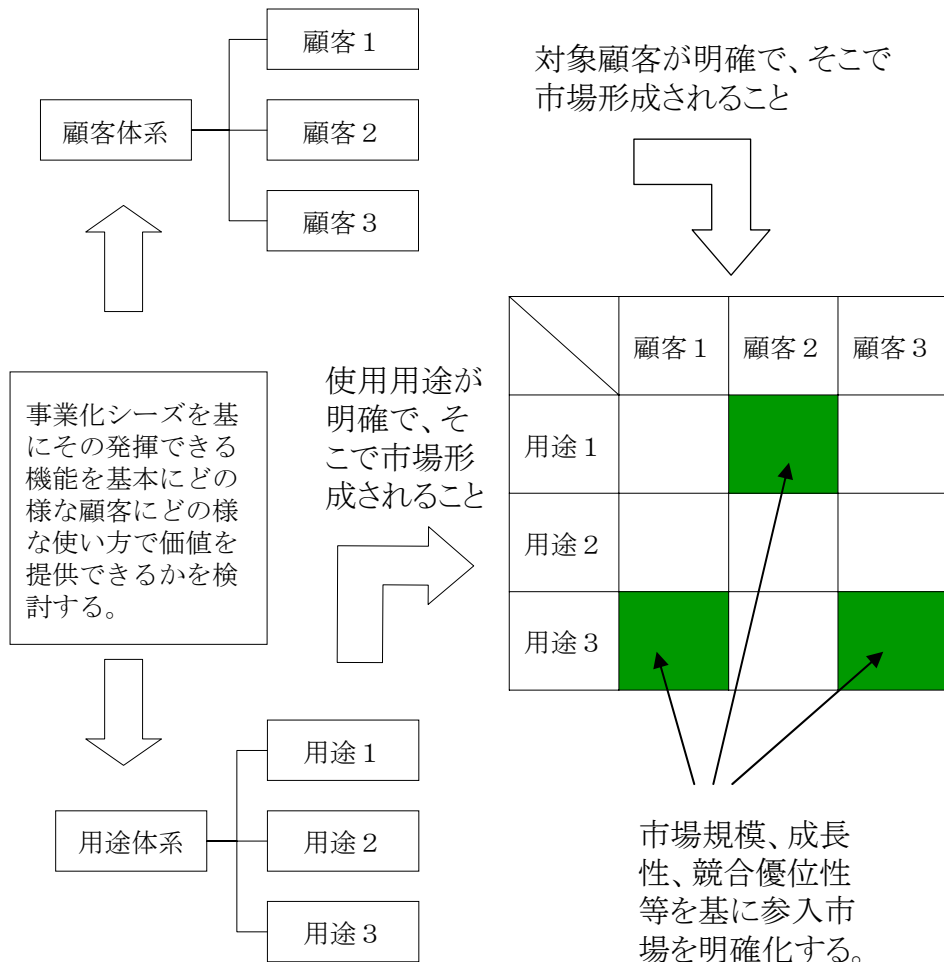 顧客１
顧客体系
顧客２
顧客３
対象顧客が明確で、そこで
市場形成されること
事業化シーズを基
にその発揮できる
機能を基本にどの
様な顧客にどの様
な使い方で価値を
提供できるかを検
討する。
使用用途が
明確で、そ
こで市場形
成されること
顧客１
顧客２
顧客３
用途１
用途２
用途３
用途１
用途体系
用途２
用途３
市場規模、成長
性、競合優位性
等を基に参入市
場を明確化する。